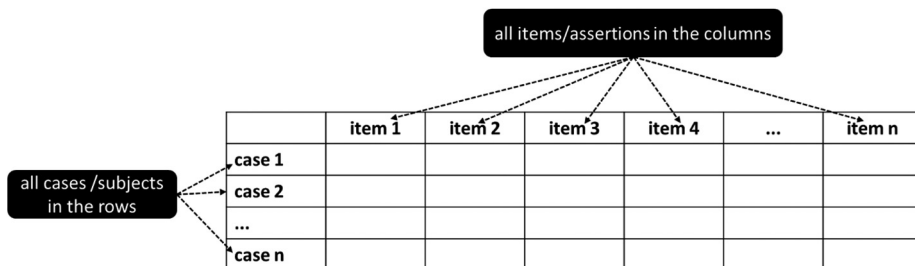 all items/assertions in the columns
item 1 item 2 item 3 item 4 ... item n
case 1
all cases /subjects
in the rows
case 2
...
case n